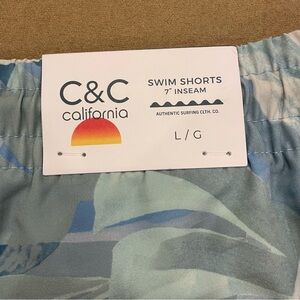 C&C
california
SWIM SHORTS
7" INSEAM
AUTHENTIC SURFING CLTH. CO.
L / G